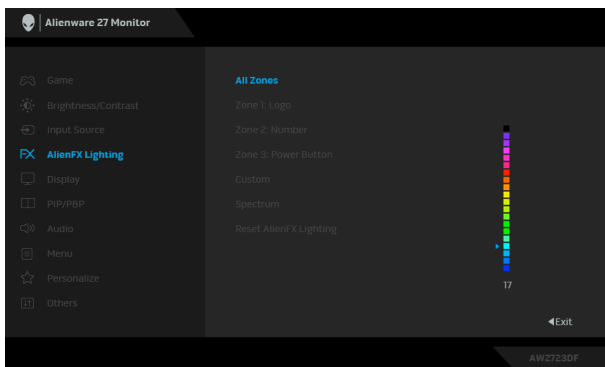 Alienware 27 Monitor
Game
Brightness/Contrast
Input Source
FX AlienFX Lighting
Display
PIP/PBP
Audio
Menu
Personalize
Others
All Zones
Zone 1: Logo
Zone 2: Number
Zone 3: Power Button
Custom
Spectrum
Reset AlienFX Lighting
17
Exit
AW2723DF